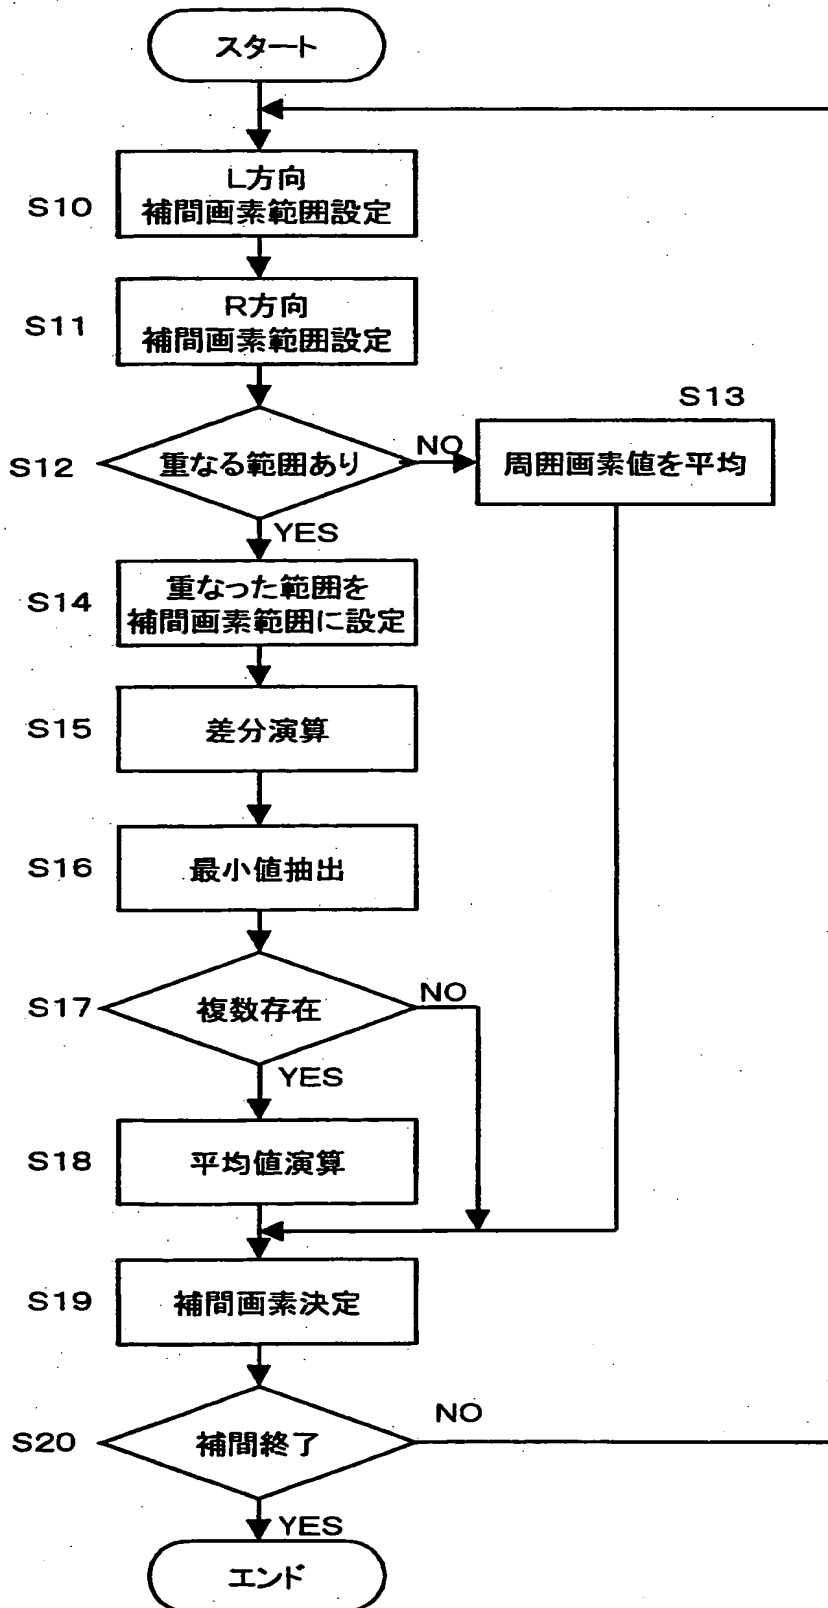 スタート
L方向
補間画素範囲設定
S10
R方向
補間画素範囲設定
S11
重なる範囲あり
S12
NO
S13
周囲画素値を平均
YES
重なった範囲を
補間画素範囲に設定
S14
差分演算
S15
最小値抽出
S16
複数存在
S17
NO
YES
平均値演算
S18
補間画素決定
S19
補間終了
S20
NO
YES
エンド